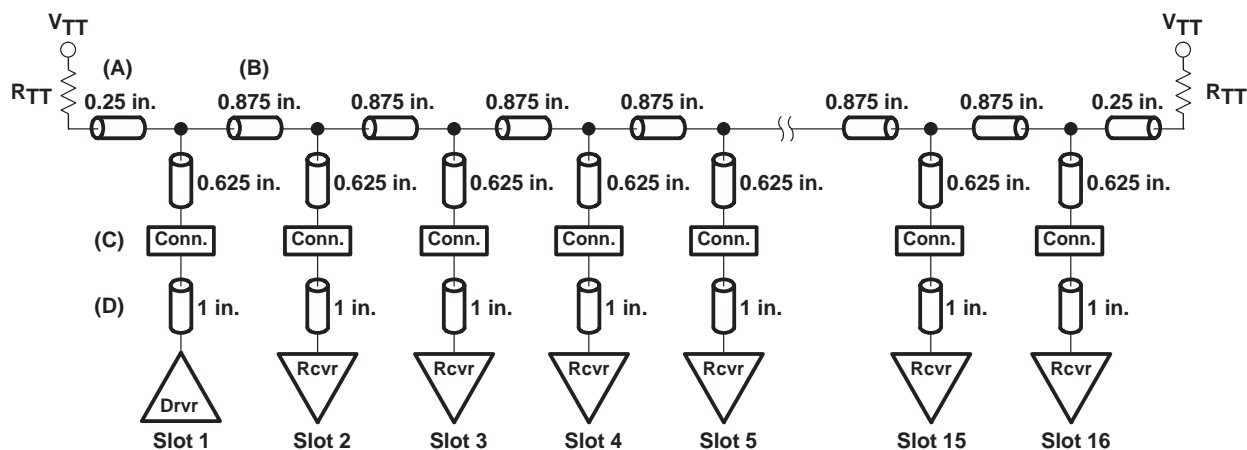 VTT VTT
(A) (B)
RTT 0.25 in. 0.875 in. 0.875 in. 0.875 in. 0.875 in. 0.875 in. 0.875 in. 0.25 in. RTT
0.625 in. 0.625 in. 0.625 in. 0.625 in. 0.625 in. 0.625 in. 0.625 in.
(C) Conn. Conn. Conn. Conn. Conn. Conn. Conn.
(D) 1 in. 1 in. 1 in. 1 in. 1 in. 1 in. 1 in.
Drvr Rcvr Rcvr Rcvr Rcvr Rcvr Rcvr
Slot 1 Slot 2 Slot 3 Slot 4 Slot 5 Slot 15 Slot 16